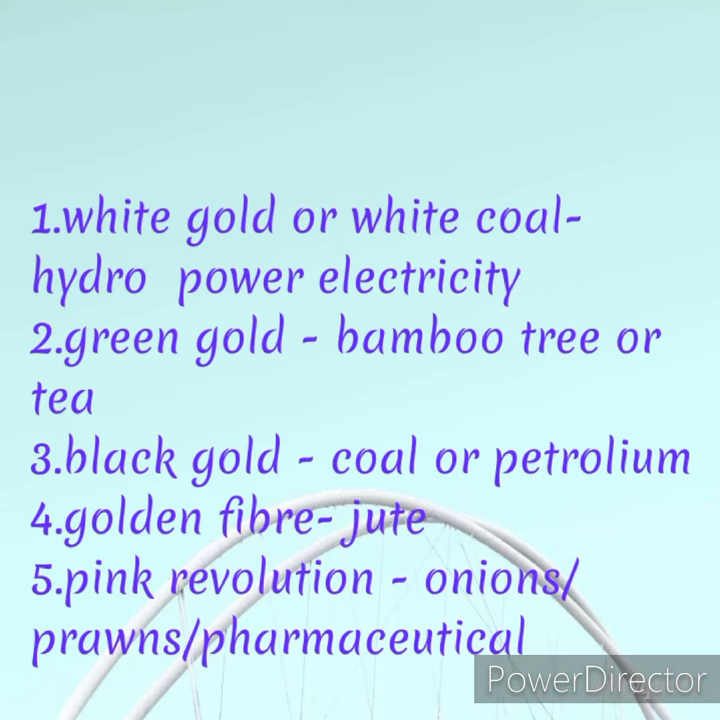 1.white gold or white coal-
hydro  power electricity
2.green gold - bamboo tree or
tea
3.black gold - coal or petrolium
4.golden fibre- jute
5.pink revolution - onions/
prawns/pharmaceutical
PowerDirector